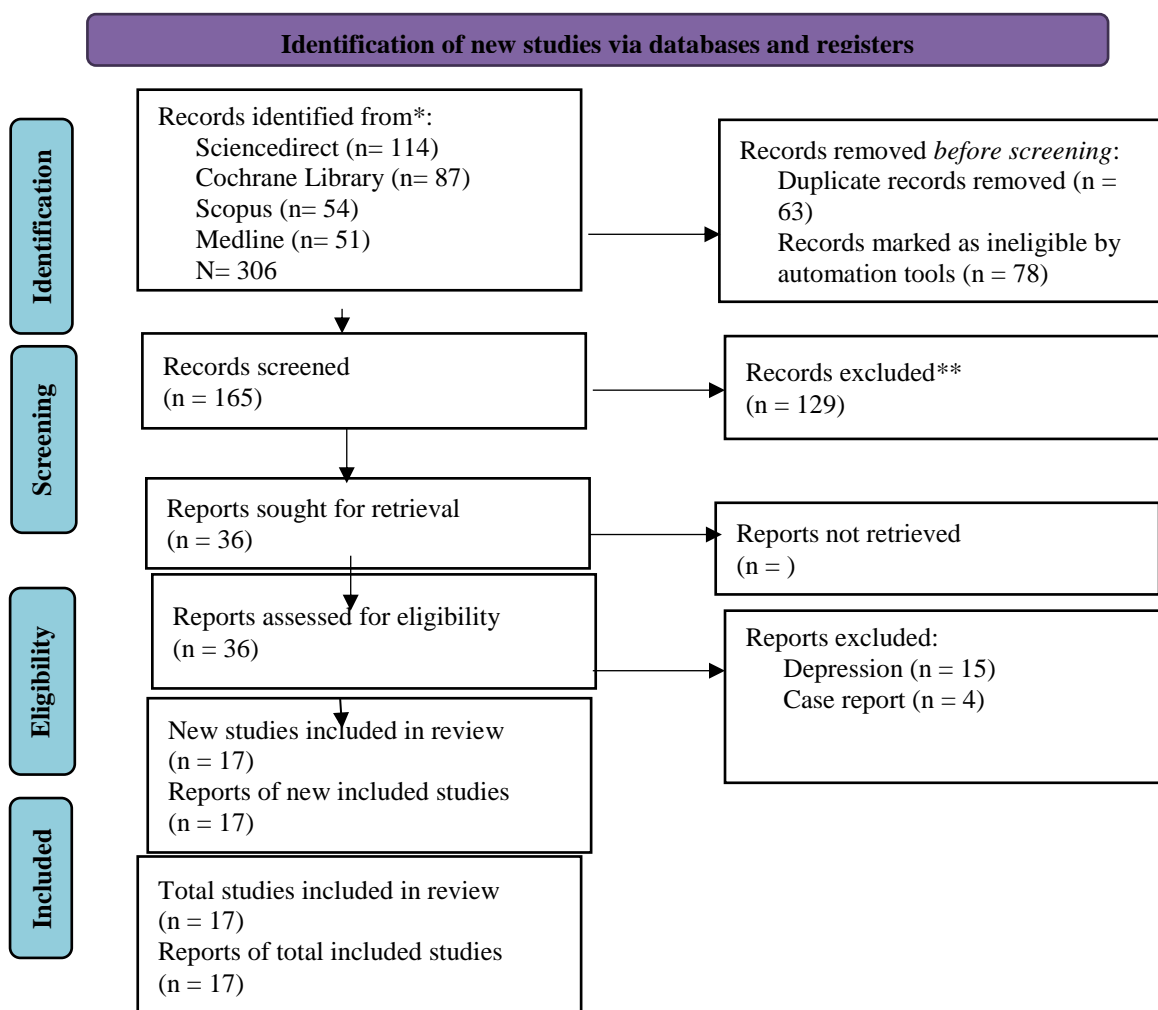 Identification of new studies via databases and registers
Identification
Records identified from*:
Sciencedirect (n= 114)
Cochrane Library (n= 87)
Scopus (n= 54)
Medline (n= 51)
N= 306
Records removed before screening:
Duplicate records removed (n =
63)
Records marked as ineligible by
automation tools (n = 78)
Screening
Records screened
(n = 165)
Records excluded**
(n = 129)
Reports sought for retrieval
(n = 36)
Reports not retrieved
(n = )
Eligibility
Reports assessed for eligibility
(n = 36)
Reports excluded:
Depression (n = 15)
Case report (n = 4)
New studies included in review
(n = 17)
Reports of new included studies
(n = 17)
Included
Total studies included in review
(n = 17)
Reports of total included studies
(n = 17)